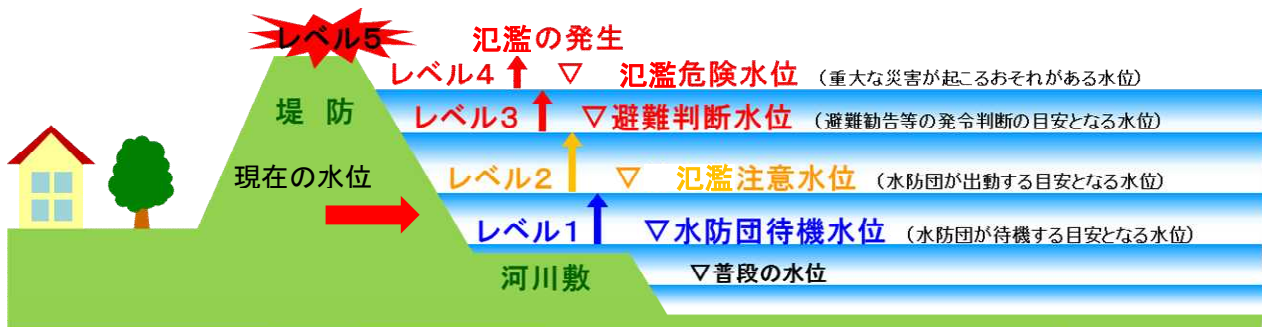 レベル5 氾濫の発生
レベル4 ▽ 氾濫危険水位 (重大な災害が起こるおそれがある水位)
堤 防 レベル3 ▽避難判断水位 (避難勧告等の発令判断の目安となる水位)
現在の水位 レベル2 ▽ 氾濫注意水位 (水防団が出動する目安となる水位)
レベル1 ▽水防団待機水位 (水防団が待機する目安となる水位)
河川敷 ▽普段の水位